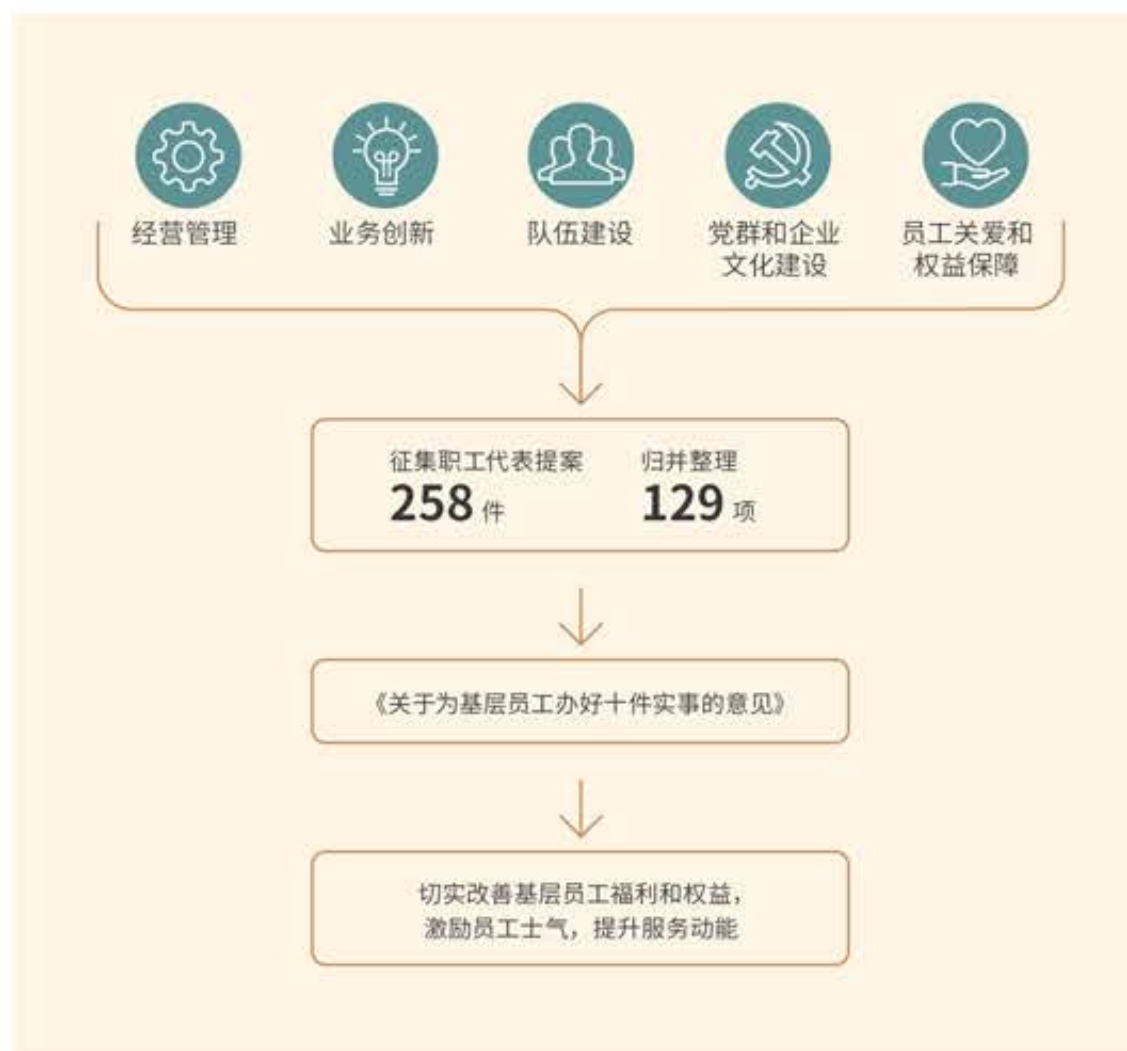 经营管理
业务创新
队伍建设
党群和企业
文化建设
员工关爱和
权益保障
征集职工代表提案
258 件
归并整理
129 项
《关于为基层员工办好十件实事的意见》
切实改善基层员工福利和权益，
激励员工士气，提升服务动能